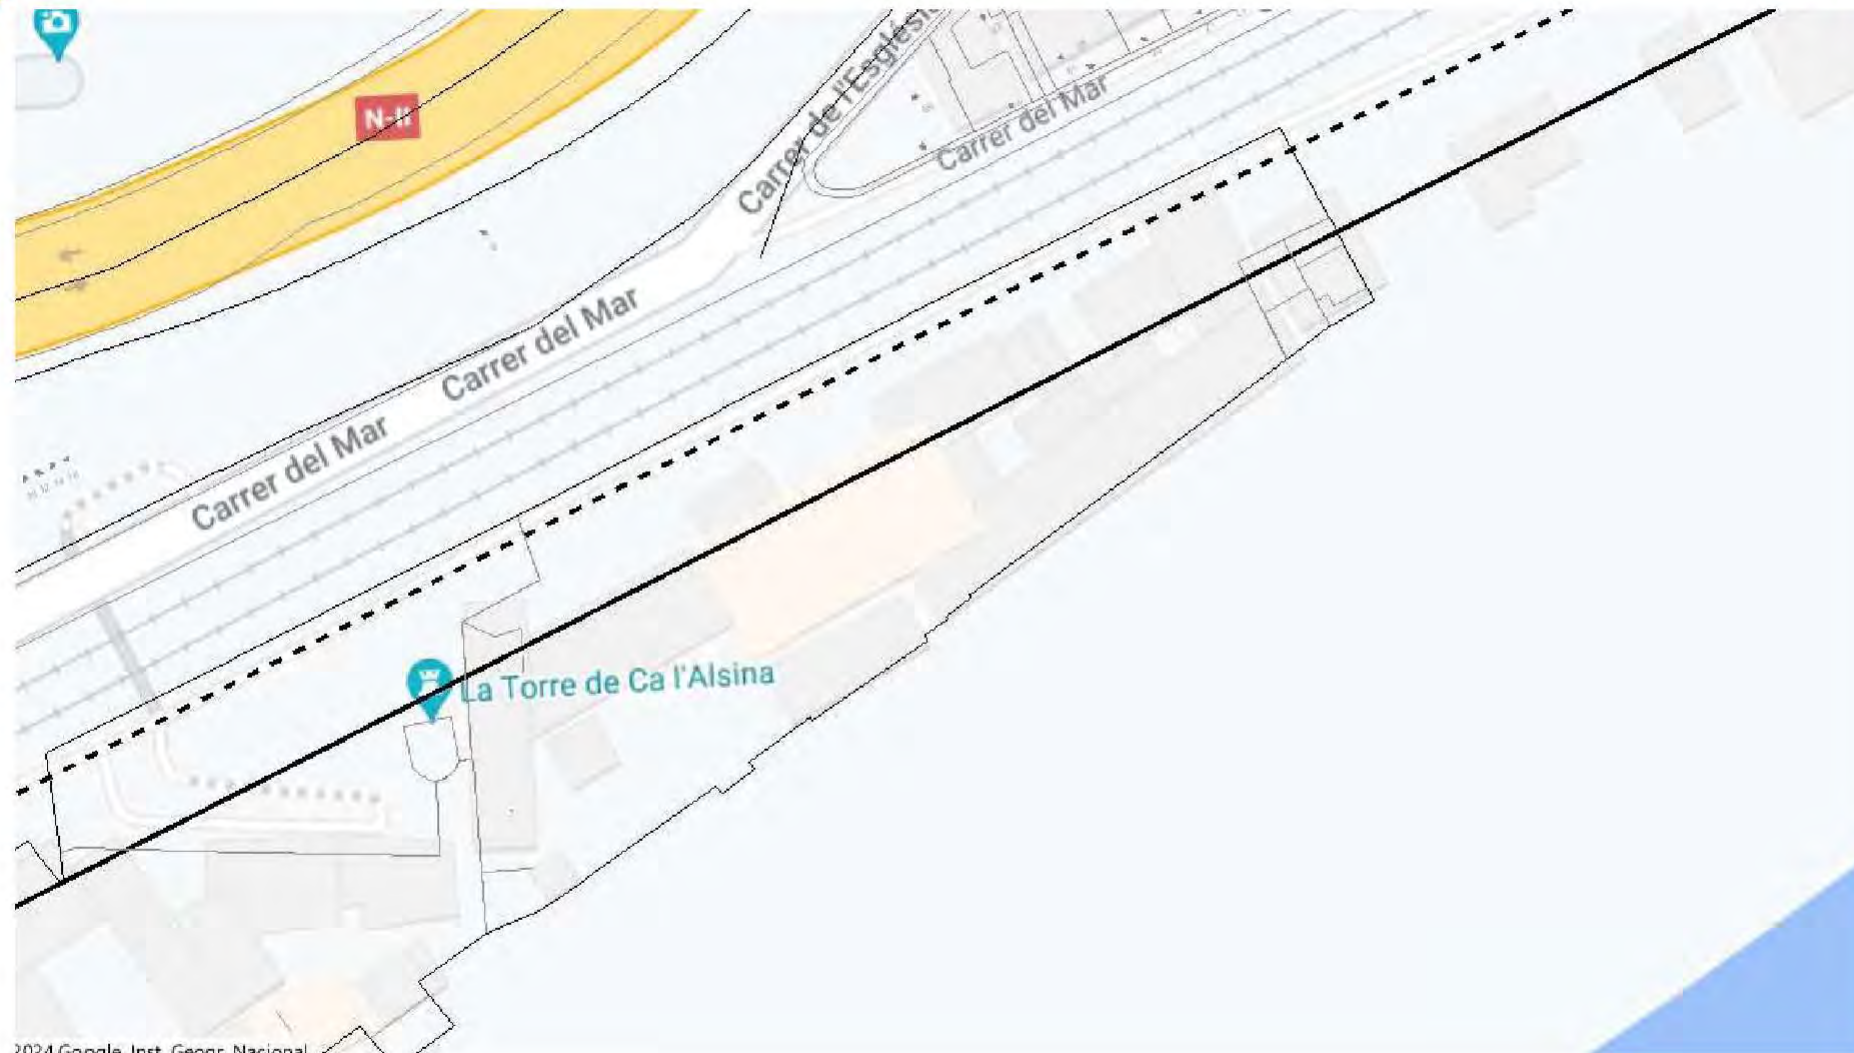 N-II
Carrer de l'Església
Carrer del Mar
Carrer del Mar
Carrer del Mar
La Torre de Ca l'Alsina
2024 Google, Inst. Geogr. Nacional